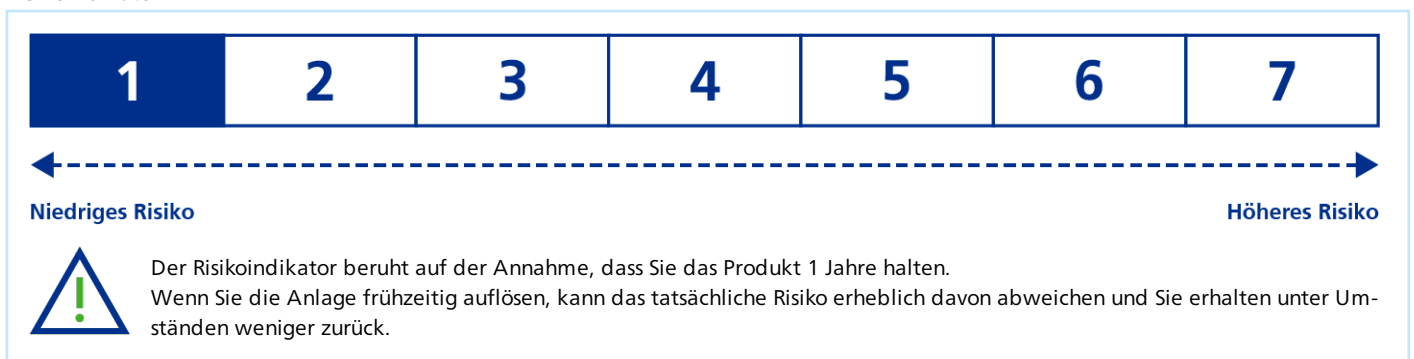 1 2 3 4 5 6 7
Niedriges Risiko Höheres Risiko
Der Risikoindikator beruht auf der Annahme, dass Sie das Produkt 1 Jahre halten.
Wenn Sie die Anlage frühzeitig auflösen, kann das tatsächliche Risiko erheblich davon abweichen und Sie erhalten unter Um-
ständen weniger zurück.